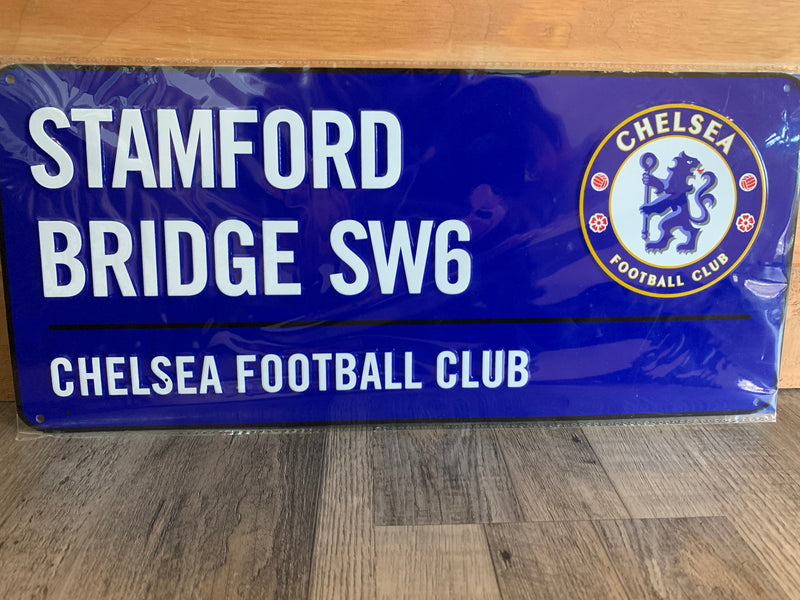 STAMFORD
BRIDGE SW6
CHELSEA FOOTBALL CLUB
CHELSEA
FOOTBALL CLUB